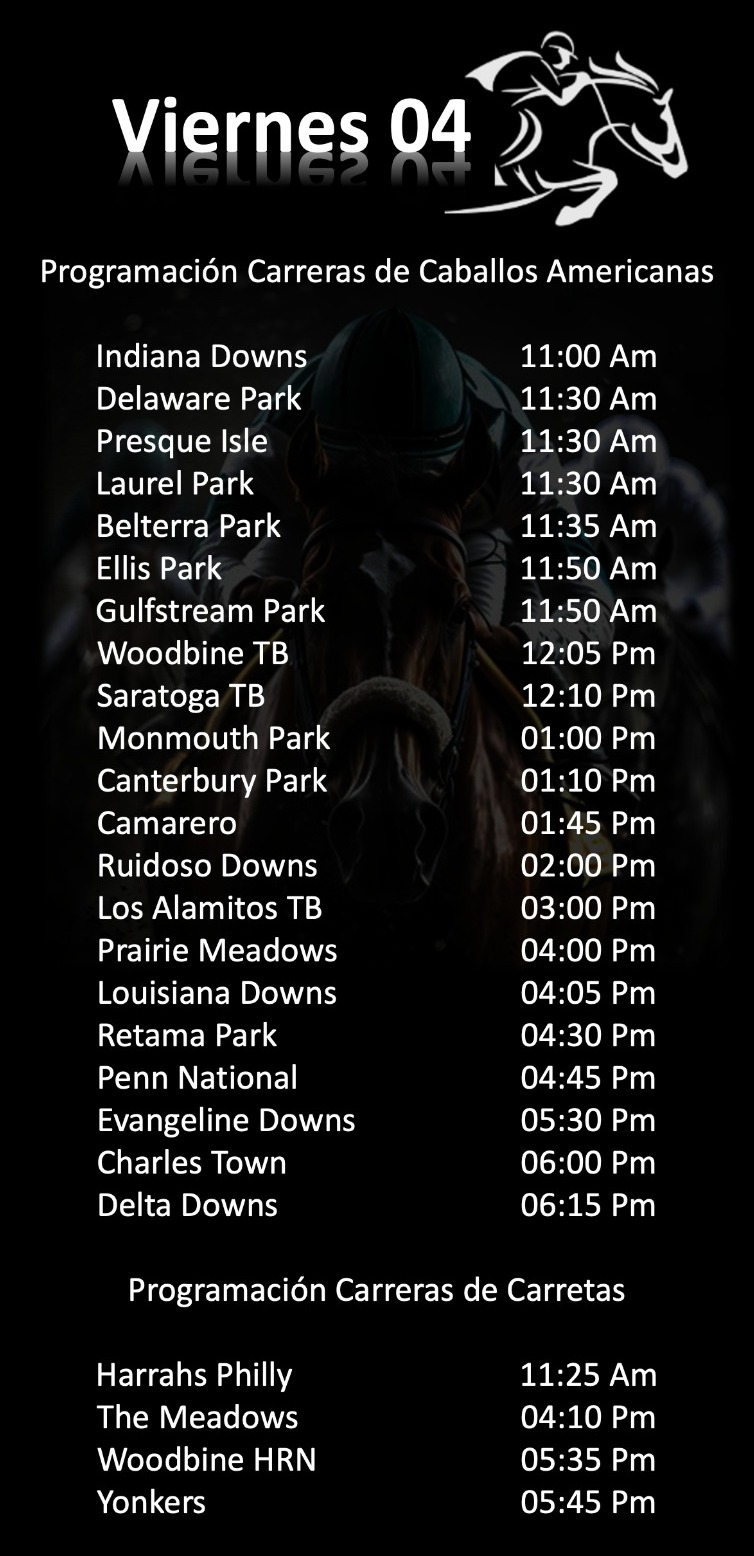 Viernes 04
Programación Carreras de Caballos Americanas
Indiana Downs 11:00 Am
Delaware Park 11:30 Am
Presque Isle 11:30 Am
Laurel Park 11:30 Am
Belterra Park 11:35 Am
Ellis Park 11:50 Am
Gulfstream Park 11:50 Am
Woodbine TB 12:05 Pm
Saratoga TB 12:10 Pm
Monmouth Park 01:00 Pm
Canterbury Park 01:10 Pm
Camarero 01:45 Pm
Ruidoso Downs 02:00 Pm
Los Alamitos TB 03:00 Pm
Prairie Meadows 04:00 Pm
Louisiana Downs 04:05 Pm
Retama Park 04:30 Pm
Penn National 04:45 Pm
Evangeline Downs 05:30 Pm
Charles Town 06:00 Pm
Delta Downs 06:15 Pm
Programación Carreras de Carretas
Harrahs Philly 11:25 Am
The Meadows 04:10 Pm
Woodbine HRN 05:35 Pm
Yonkers 05:45 Pm